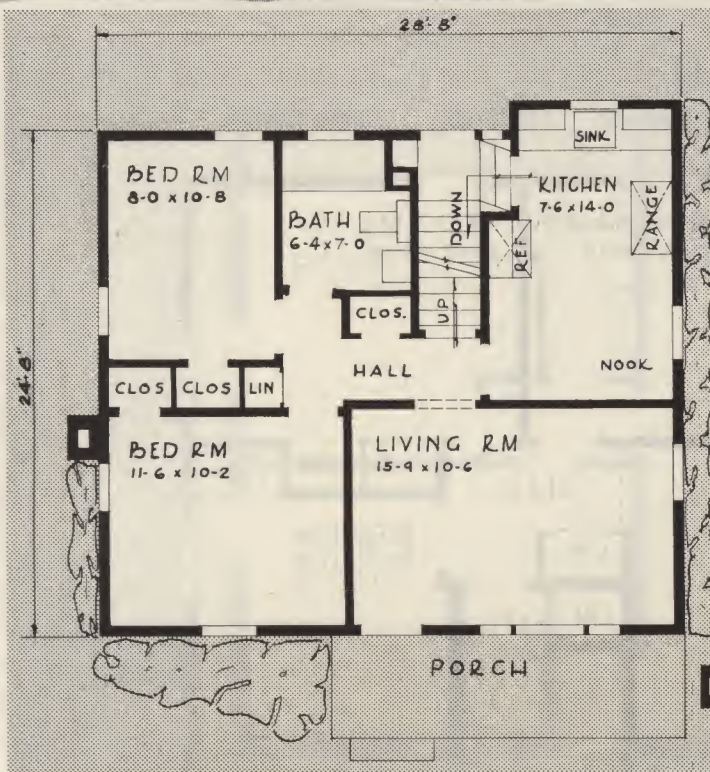 28'-8"
24'-8"
BED RM
8-0 x 10-8
BATH
6-4 x 7-0
DOWN
UP
KITCHEN
7-6 x 14-0
SINK
RANGE
REF
CLOS.
HALL
NOOK
CLOS
CLOS
LIN
BED RM
11-6 x 10-2
LIVING RM
15-9 x 10-6
PORCH